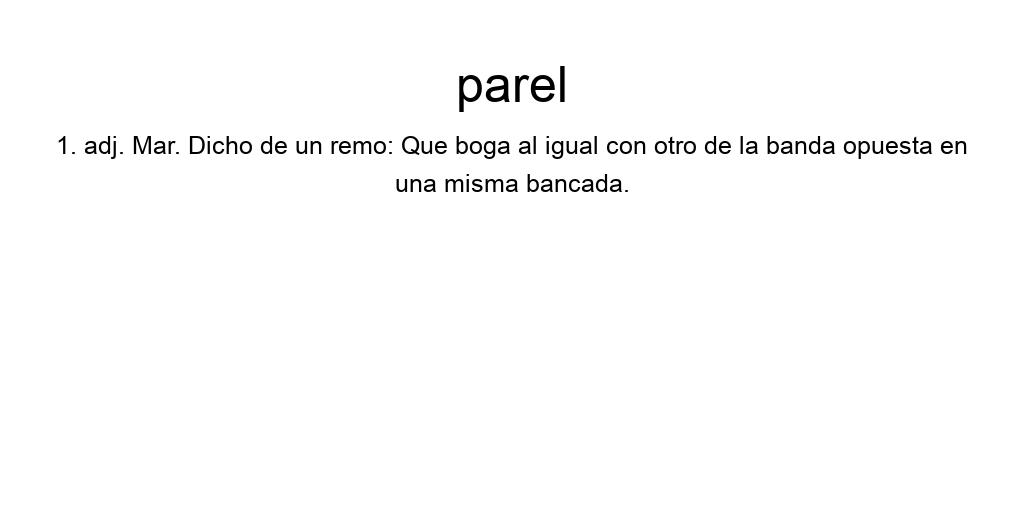 parel
1. adj. Mar. Dicho de un remo: Que boga al igual con otro de la banda opuesta en
una misma bancada.